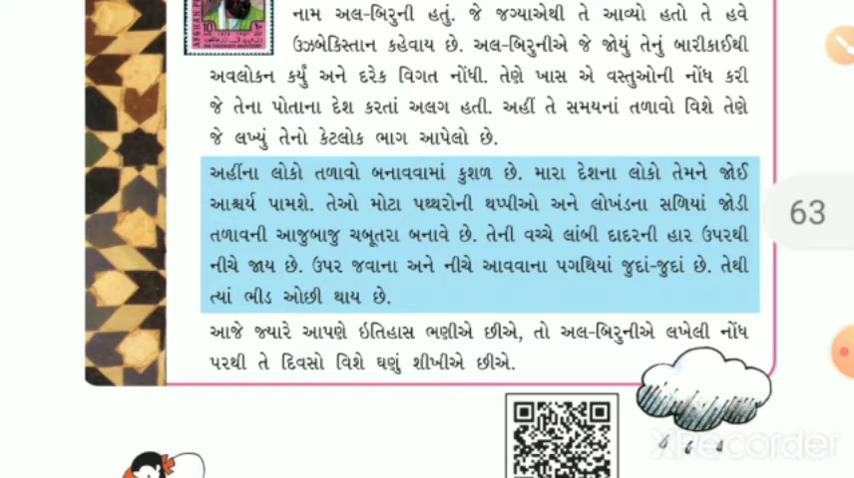 નામ અલ-બિરુની હતું. જે જગ્યાએથી તે આવ્યો હતો તે હવે
ઉઝબેકિસ્તાન કહેવાય છે. અલ-બિરુનીએ જે જોયું તેનું બારીકાઈથી
અવલોકન કર્યું અને દરેક વિગત નોંધી. તેણે ખાસ એ વસ્તુઓની નોંધ કરી
જે તેના પોતાના દેશ કરતાં અલગ હતી. અહીં તે સમયનાં તળાવો વિશે તેણે
જે લખ્યું તેનો કેટલોક ભાગ આપેલો છે.
અહીંના લોકો તળાવો બનાવવામાં કુશળ છે. મારા દેશના લોકો તેમને જોઈ
આશ્ચર્ય પામશે. તેઓ મોટા પથ્થરોની થપ્પીઓ અને લોખંડના સળિયાં જોડી
તળાવની આજુબાજુ ચબૂતરા બનાવે છે. તેની વચ્ચે લાંબી દાદરની હાર ઉપરથી
નીચે જાય છે. ઉપર જવાના અને નીચે આવવાના પગથિયાં જુદાં-જુદાં છે. તેથી
ત્યાં ભીડ ઓછી થાય છે.
આજે જ્યારે આપણે ઇતિહાસ ભણીએ છીએ, તો અલ-બિરુનીએ લખેલી નોંધ
પરથી તે દિવસો વિશે ઘણું શીખીએ છીએ.
63
XRecorder